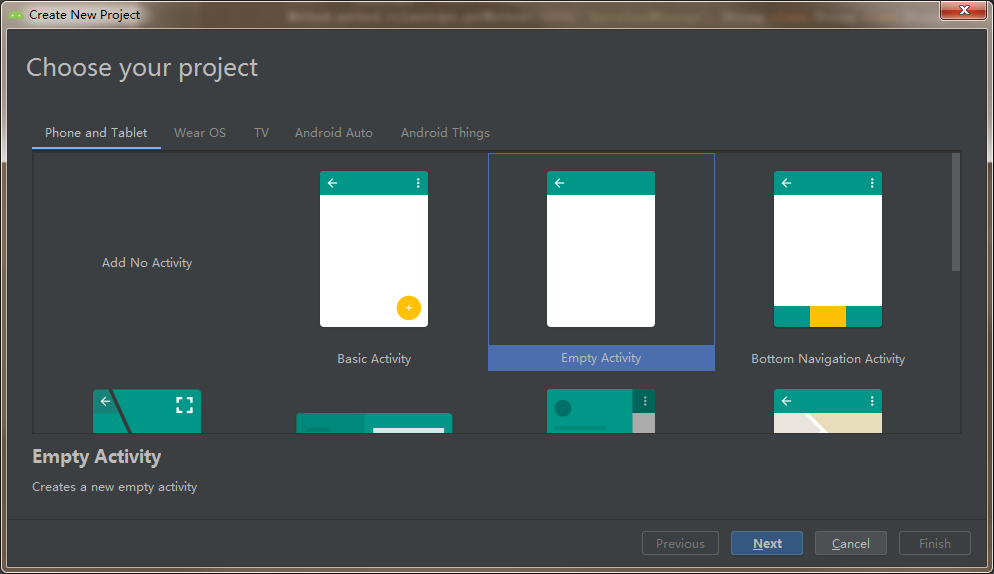 Create New Project
Choose your project
Phone and Tablet
Wear OS
TV
Android Auto
Android Things
Add No Activity
Basic Activity
Empty Activity
Bottom Navigation Activity
Empty Activity
Creates a new empty activity
Previous
Next
Cancel
Finish